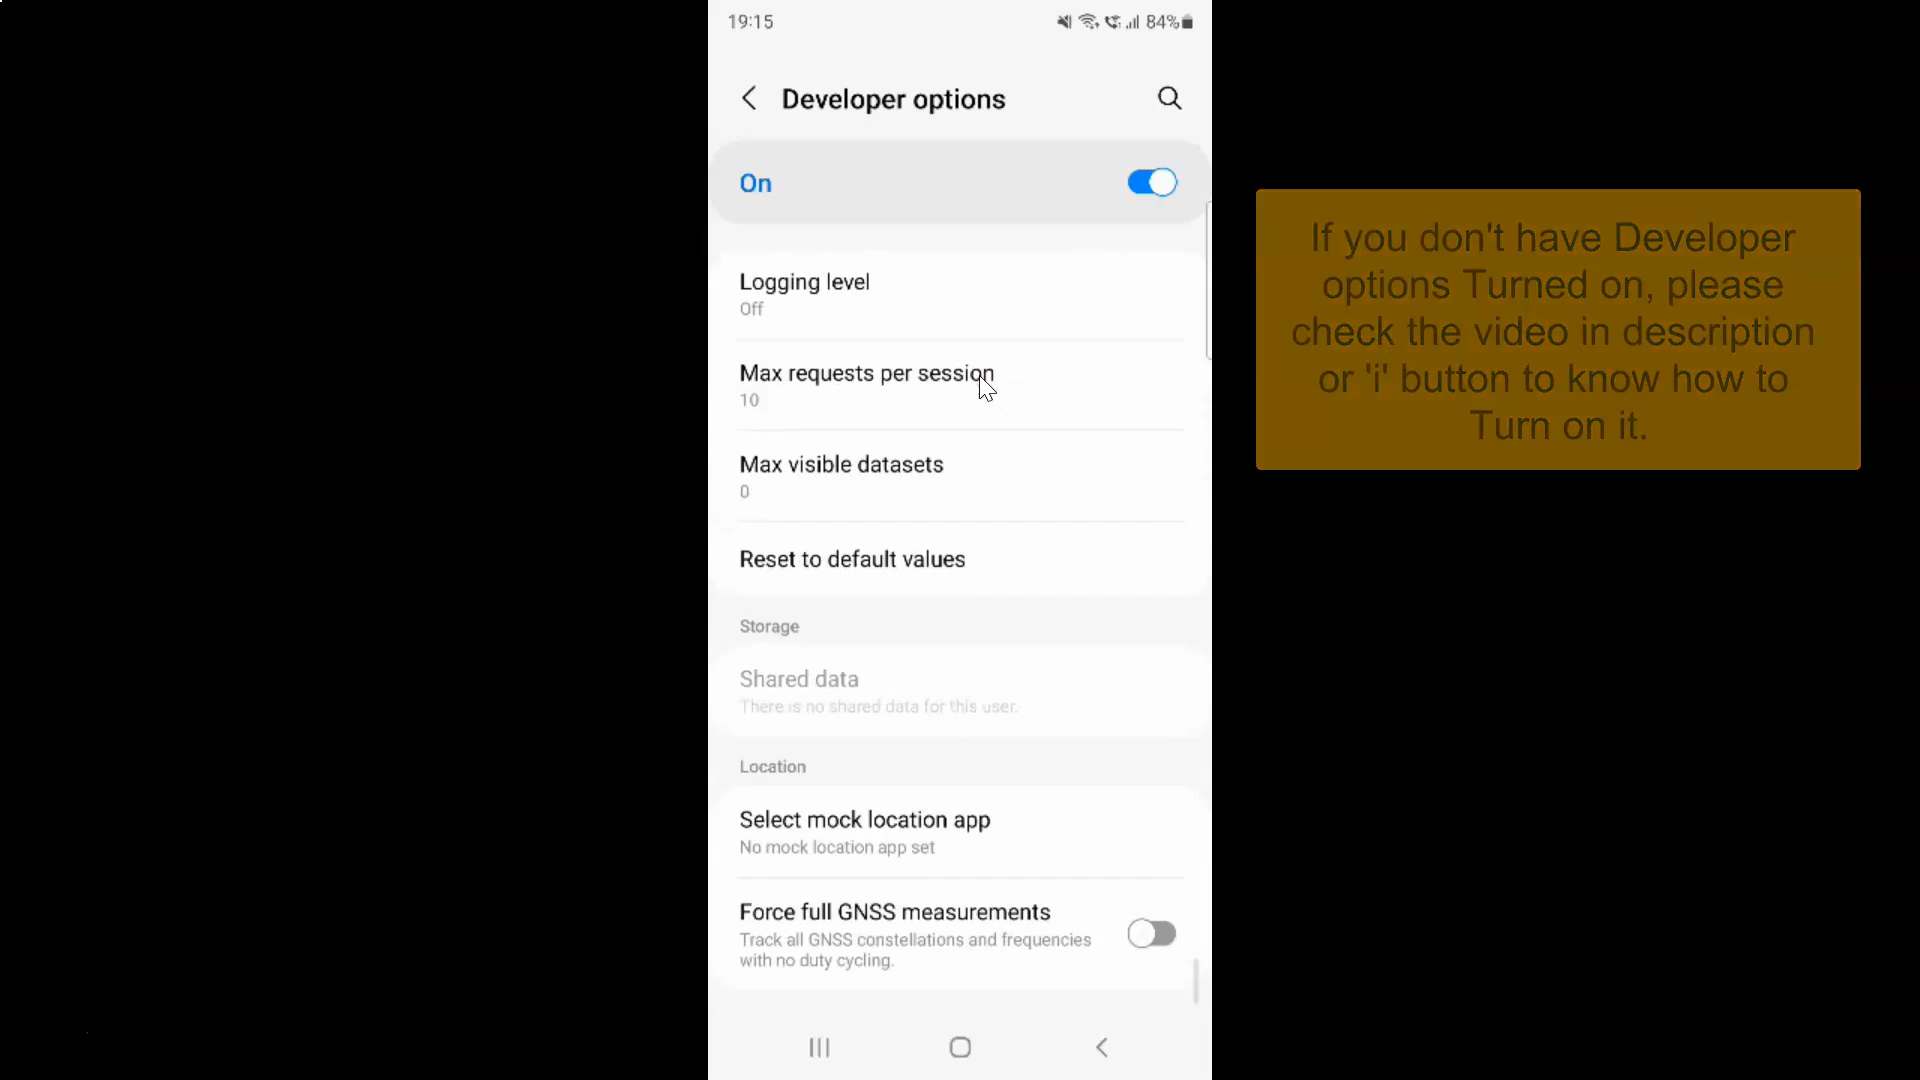 19:15
84%
Developer options
On
Logging level
Off
Max requests per session
10
Max visible datasets
0
Reset to default values
Storage
Shared data
There is no shared data for this user.
Location
Select mock location app
No mock location app set
Force full GNSS measurements
Track all GNSS constellations and frequencies
with no duty cycling.
If you don't have Developer
options Turned on, please
check the video in description
or 'i' button to know how to
Turn on it.